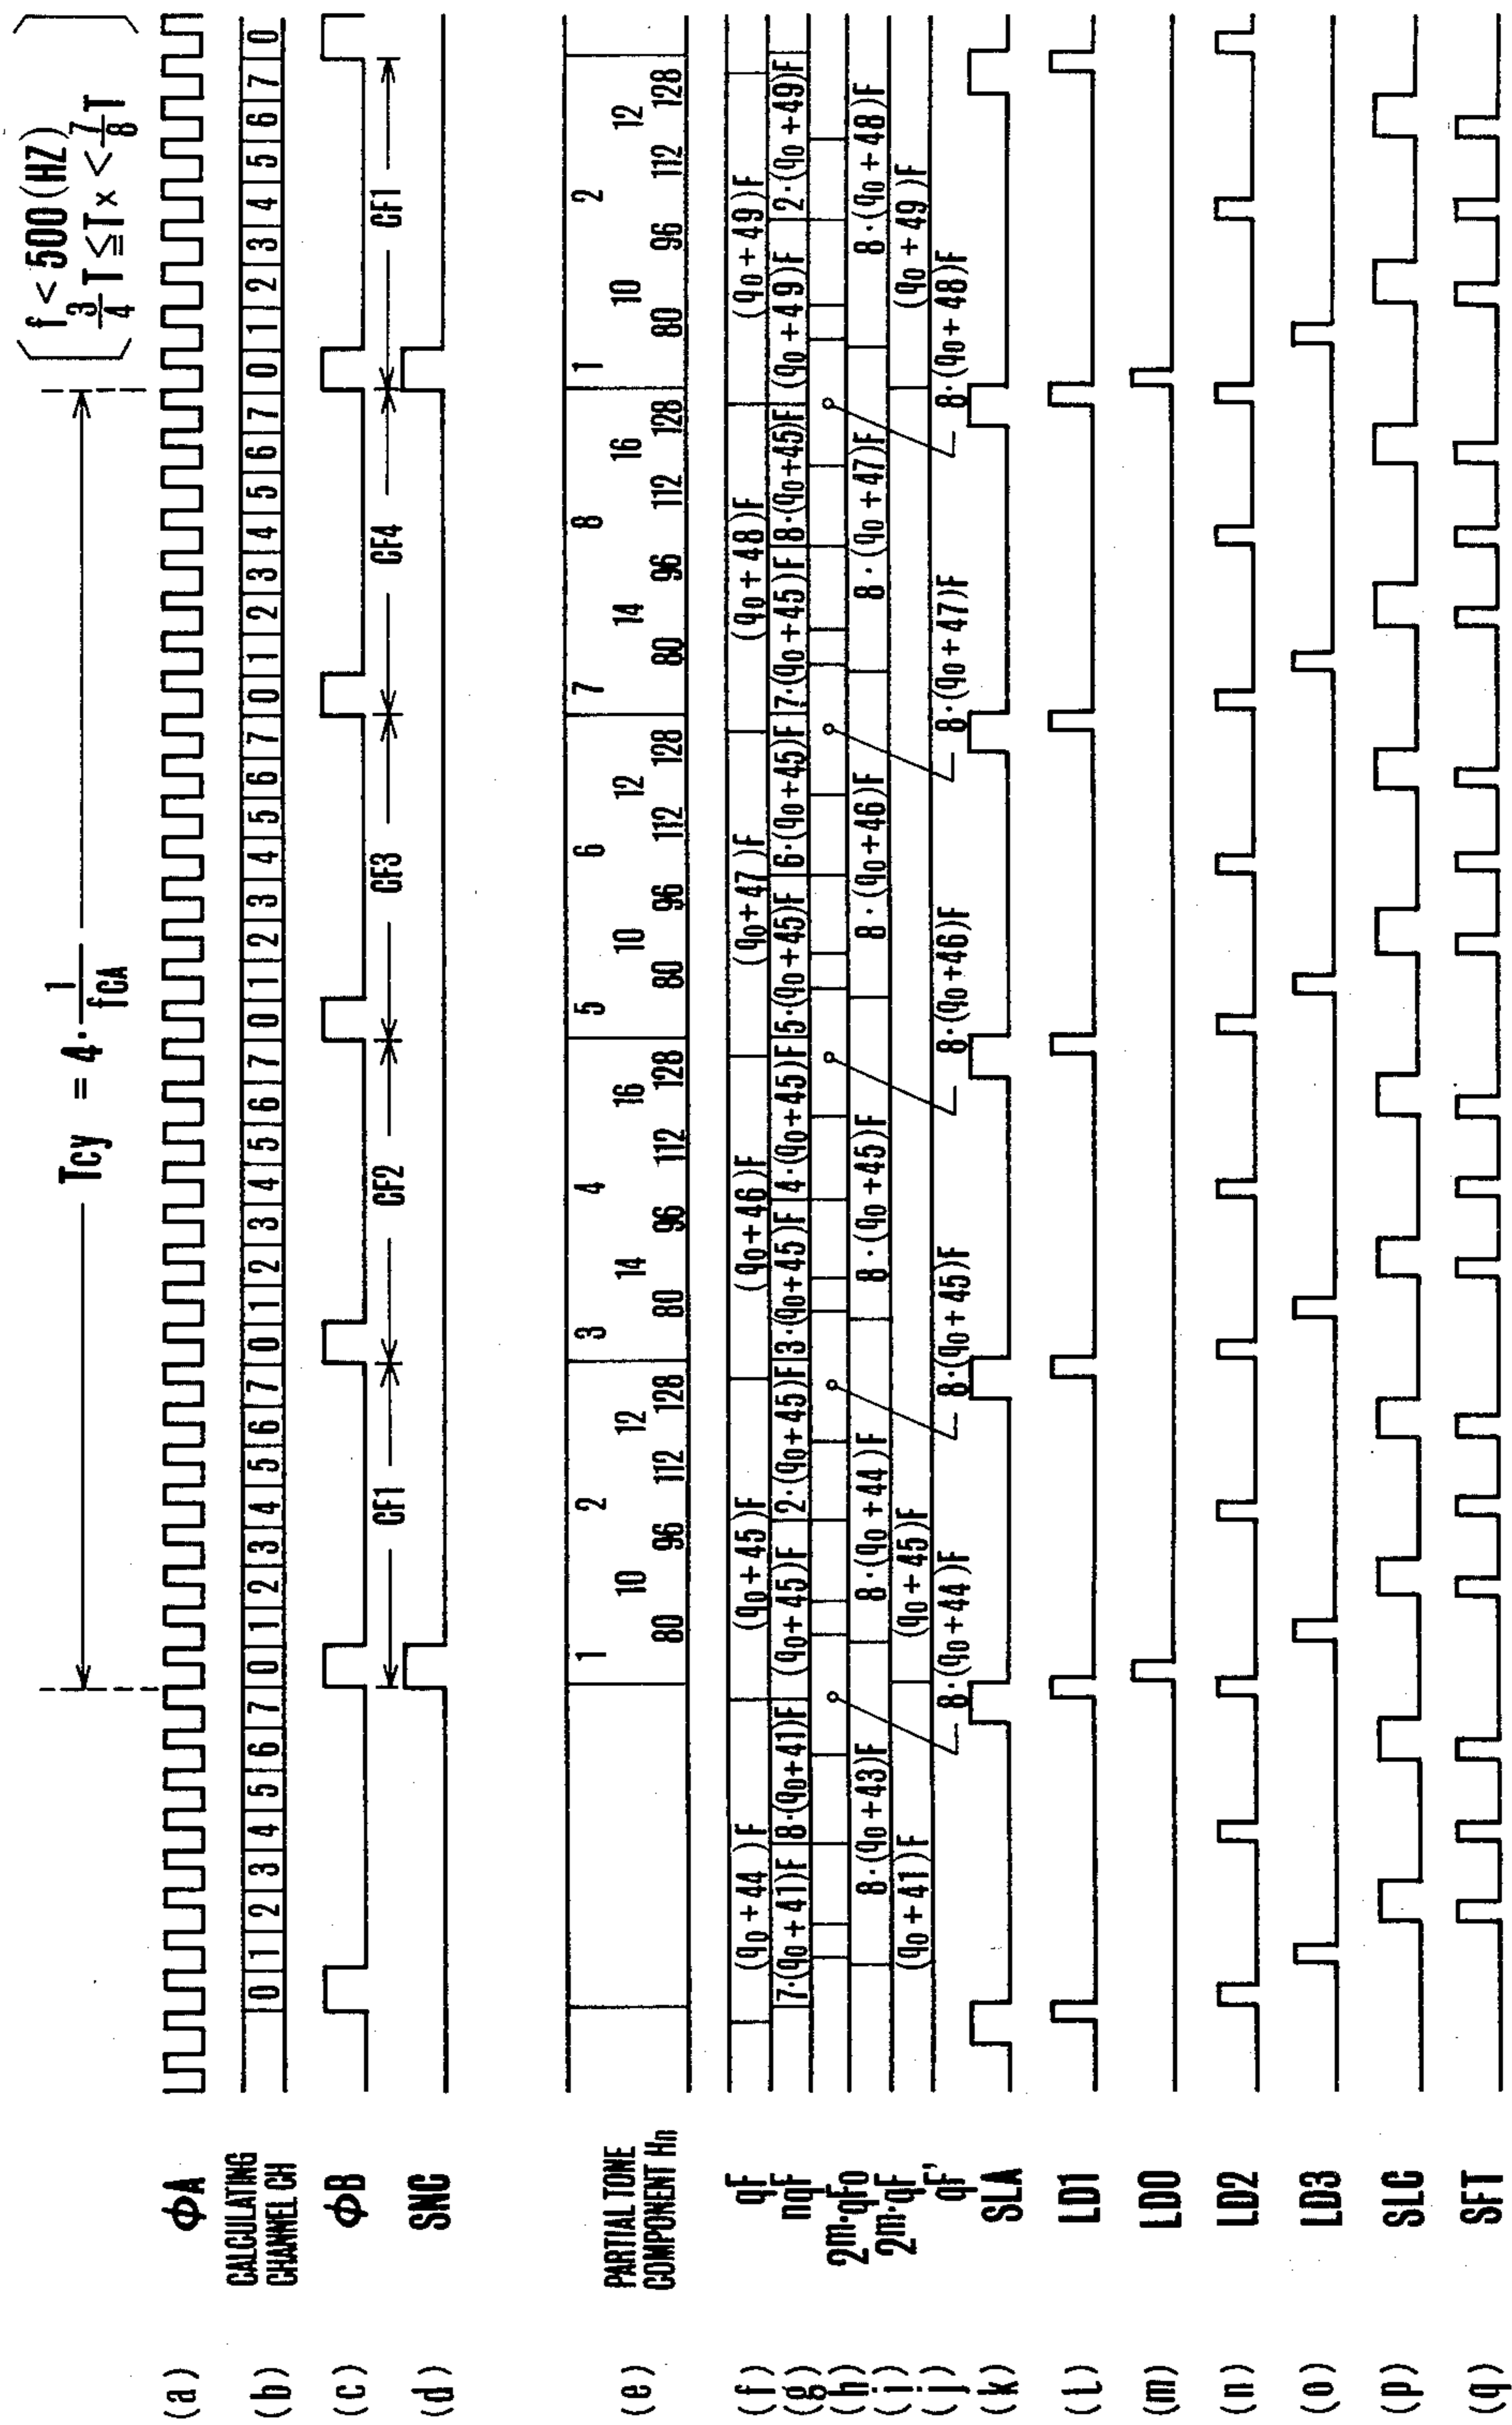 ( f < 500 (HZ)
3/4 T ≦ Tx < 7/8 T )
Tcy = 4 · 1/fCA
(a) ϕA
(b) CALCULATING CHANNEL CH 0 1 2 3 4 5 6 7 0 1 2 3 4 5 6 7 0 1 2 3 4 5 6 7 0 1 2 3 4 5 6 7 0 1 2 3 4 5 6 7 0 1 2 3 4 5 6 7 0
(c) ϕB
CF1 CF2 CF3 CF4 CF1
(d) SNC
(e) PARTIAL TONE COMPONENT Hn
1 2 3 4 5 6 7 8 1 2
10 12 14 16 10 12 14 16 10 12
80 96 112 128 80 96 112 128 80 96 112 128 80 96 112 128 80 96 112 128
(f) qF (q0+44)F (q0+45)F (q0+46)F (q0+47)F (q0+48)F (q0+49)F
(g) nqF 7·(q0+41)F 8·(q0+41)F (q0+45)F 2·(q0+45)F 3·(q0+45)F 4·(q0+45)F 5·(q0+45)F 6·(q0+45)F 7·(q0+45)F 8·(q0+45)F (q0+49)F 2·(q0+49)F
(h) 2m·qF0 8·(q0+44)F 8·(q0+45)F 8·(q0+46)F 8·(q0+47)F 8·(q0+48)F
(i) 2m·qF 8·(q0+43)F 8·(q0+44)F 8·(q0+45)F 8·(q0+46)F 8·(q0+47)F 8·(q0+48)F
(j) qF' (q0+41)F (q0+45)F (q0+49)F
(k) SLA
(l) LD1
(m) LD0
(n) LD2
(o) LD3
(p) SLC
(q) SFT